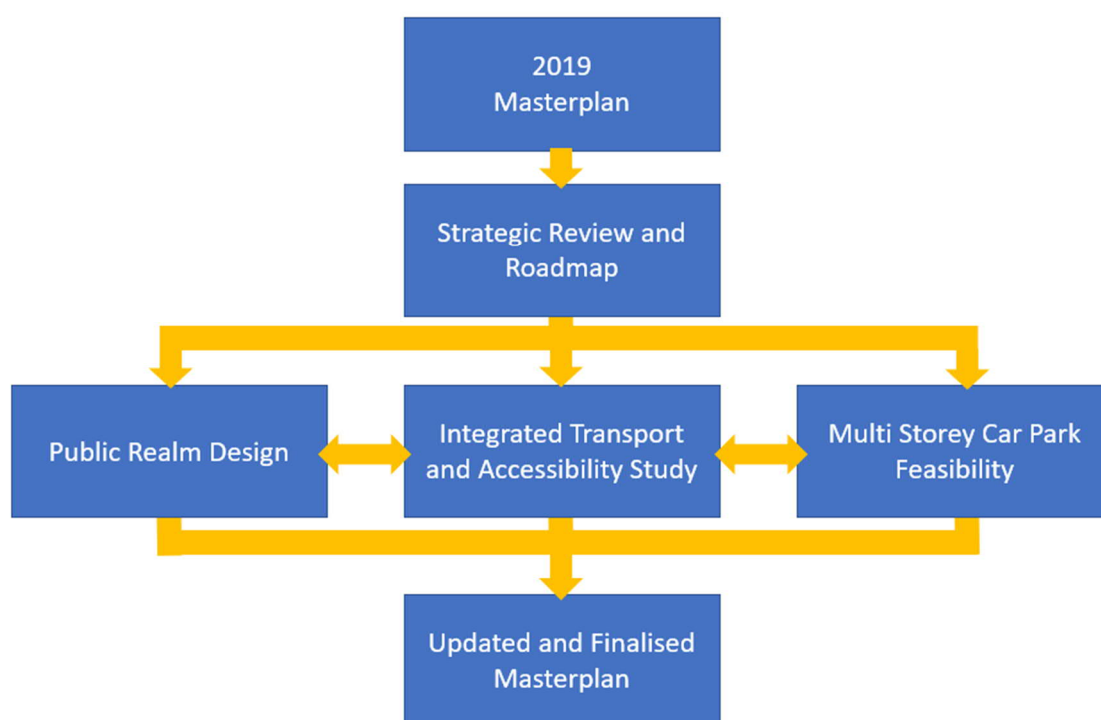 2019
Masterplan
Strategic Review and
Roadmap
Public Realm Design
Integrated Transport
and Accessibility Study
Multi Storey Car Park
Feasibility
Updated and Finalised
Masterplan